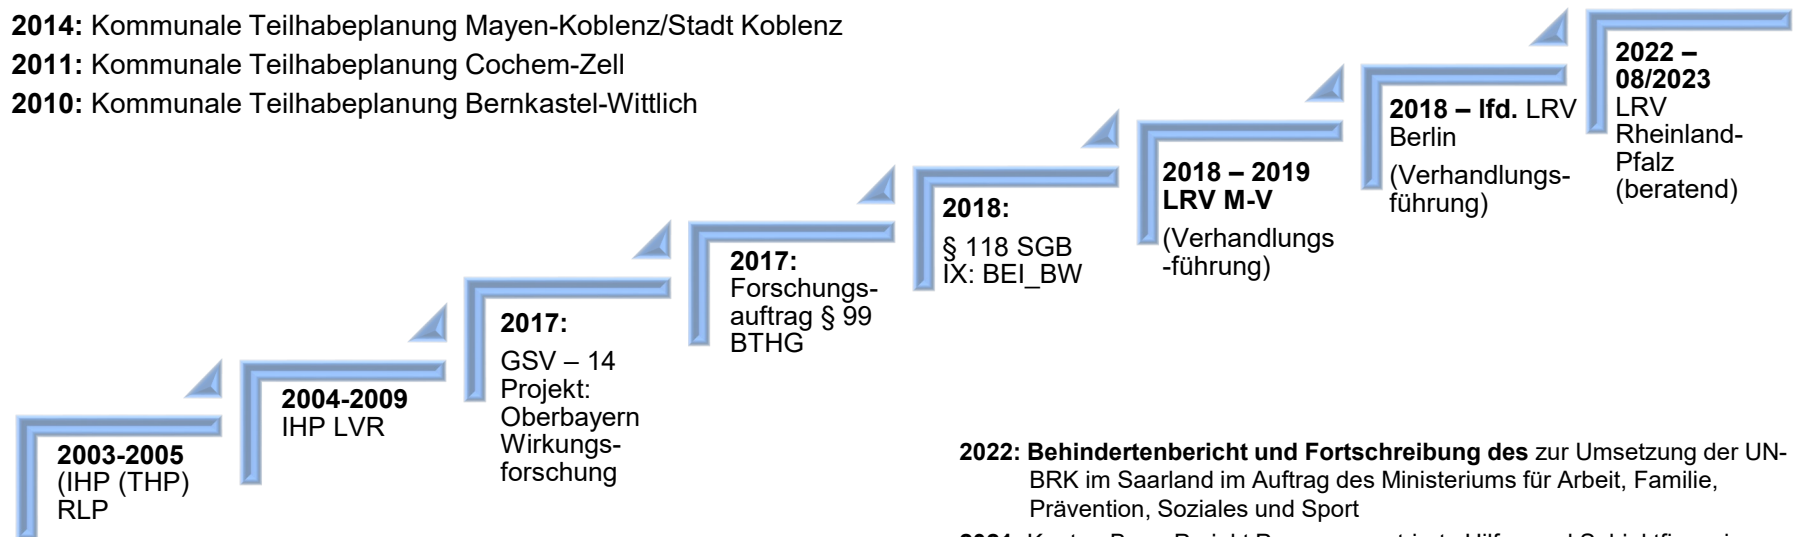 2014: Kommunale Teilhabeplanung Mayen-Koblenz/Stadt Koblenz
2011: Kommunale Teilhabeplanung Cochem-Zell
2010: Kommunale Teilhabeplanung Bernkastel-Wittlich
2003-2005
(IHP (THP)
RLP
2004-2009
IHP LVR
2017:
GSV – 14
Projekt:
Oberbayern
Wirkungs-
forschung
2017:
Forschungs-
auftrag § 99
BTHG
2018:
§ 118 SGB
IX: BEI_BW
2018 – 2019
LRV M-V
(Verhandlungs
-führung)
2018 – lfd. LRV
Berlin
(Verhandlungs-
führung)
2022 –
08/2023
LRV
Rheinland-
Pfalz
(beratend)
2022: Behindertenbericht und Fortschreibung des zur Umsetzung der UN-
BRK im Saarland im Auftrag des Ministeriums für Arbeit, Familie,
Prävention, Soziales und Sport